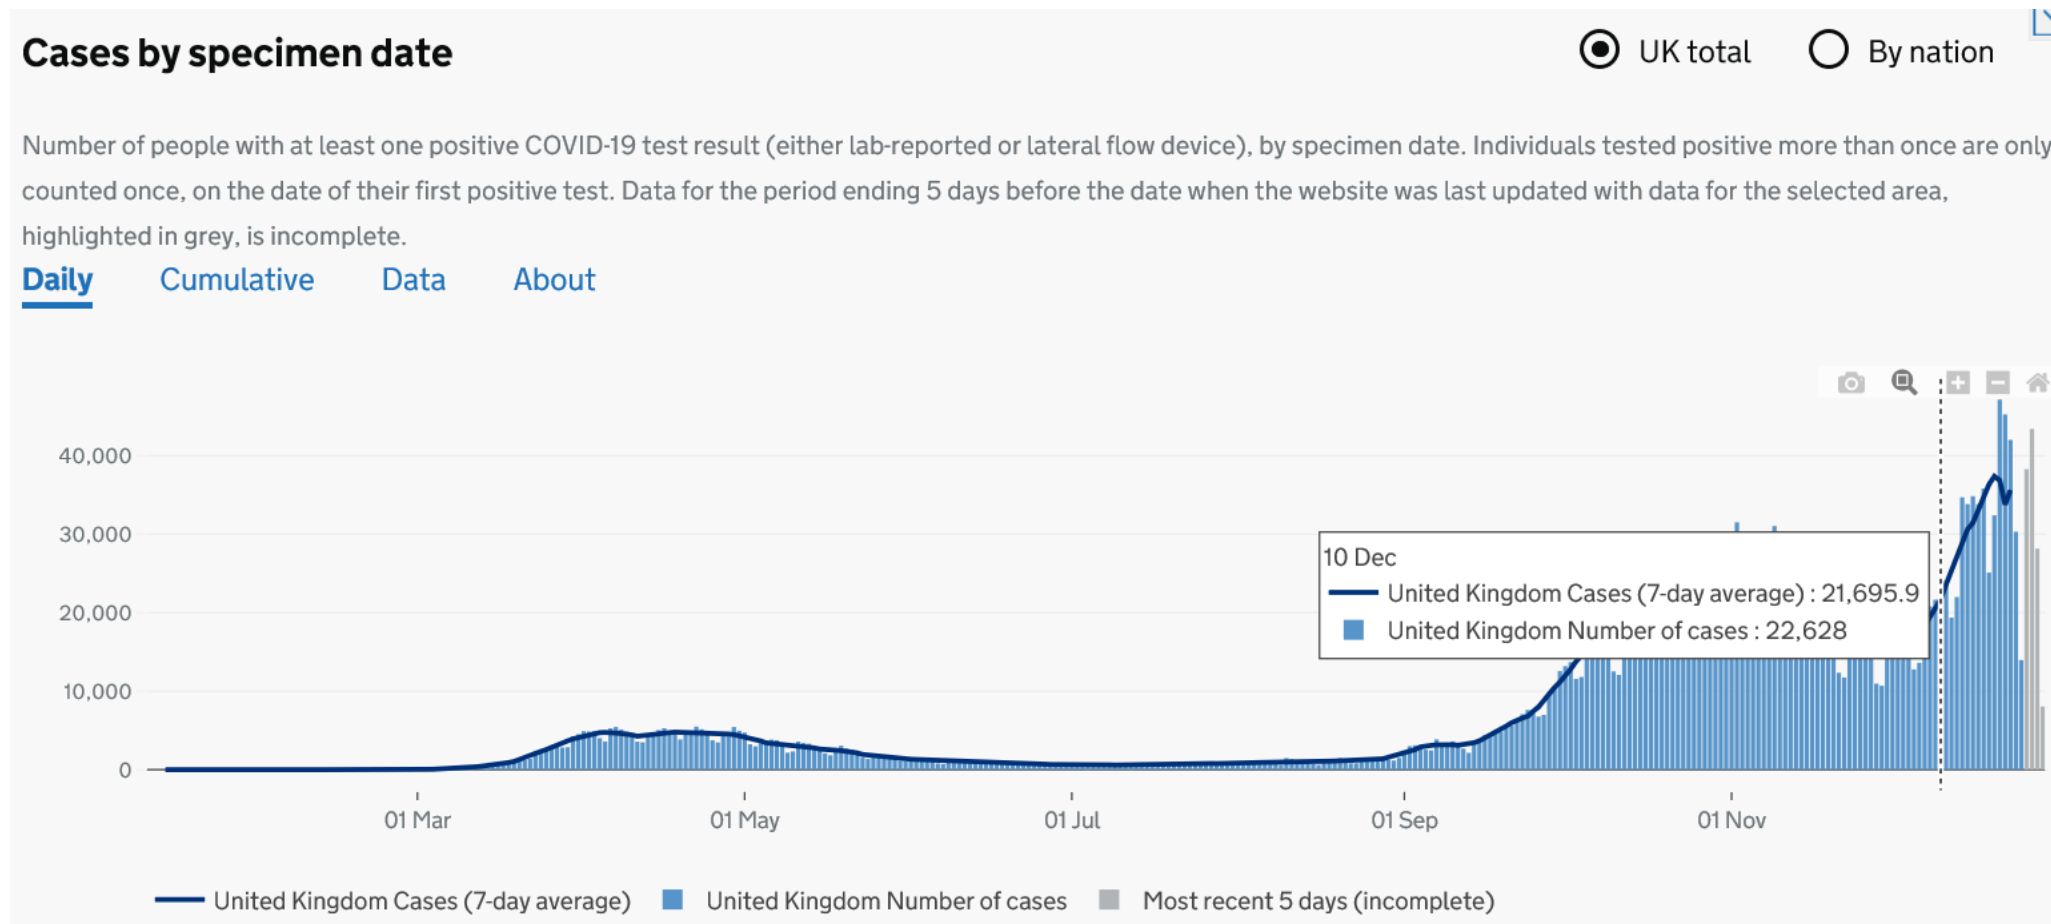 Cases by specimen date
UK total
By nation
Number of people with at least one positive COVID-19 test result (either lab-reported or lateral flow device), by specimen date. Individuals tested positive more than once are only
counted once, on the date of their first positive test. Data for the period ending 5 days before the date when the website was last updated with data for the selected area,
highlighted in grey, is incomplete.
Daily
Cumulative
Data
About
40,000
30,000
20,000
10,000
0
10 Dec
United Kingdom Cases (7-day average) : 21,695.9
United Kingdom Number of cases : 22,628
01 Mar
01 May
01 Jul
01 Sep
01 Nov
United Kingdom Cases (7-day average)
United Kingdom Number of cases
Most recent 5 days (incomplete)